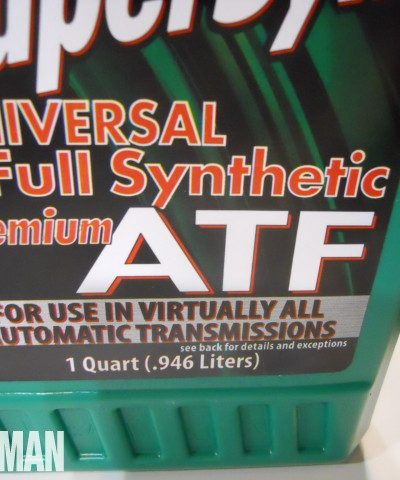 NIVERSAL
Full Synthetic
emium ATF
FOR USE IN VIRTUALLY ALL
AUTOMATIC TRANSMISSIONS
see back for details and exceptions
1 Quart (.946 Liters)
MAN